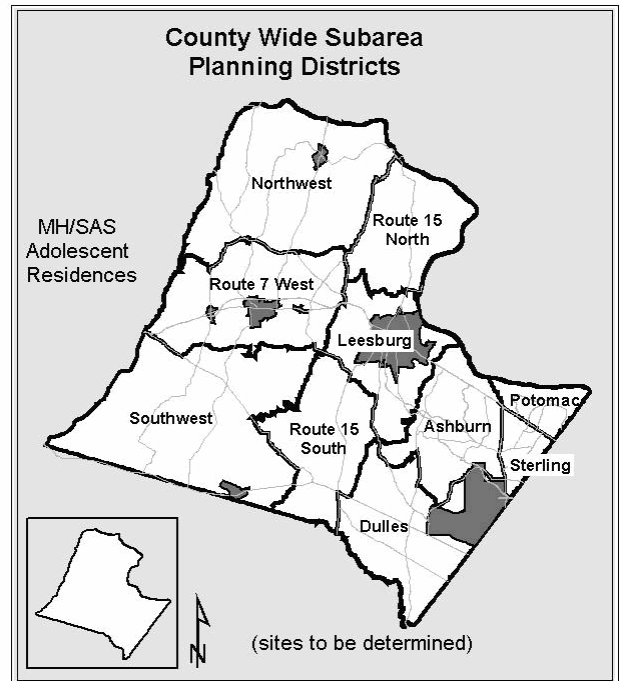 County Wide Subarea
Planning Districts
Northwest
Route 15
North
MH/SAS
Adolescent
Residences
Route 7 West
Leesburg
Potomac
Southwest
Route 15
South
Ashburn
Sterling
Dulles
N
(sites to be determined)